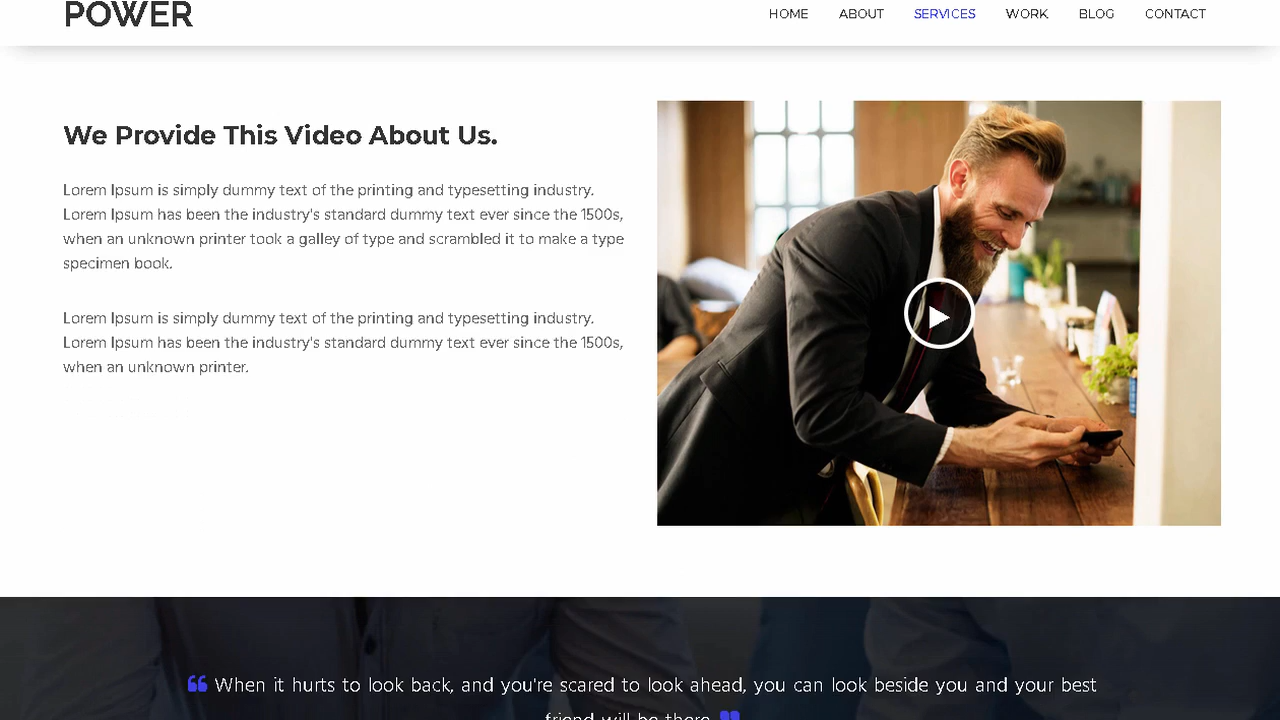 POWER
HOME ABOUT SERVICES WORK BLOG CONTACT
We Provide This Video About Us.
Lorem Ipsum is simply dummy text of the printing and typesetting industry.
Lorem Ipsum has been the industry's standard dummy text ever since the 1500s,
when an unknown printer took a galley of type and scrambled it to make a type
specimen book.
Lorem Ipsum is simply dummy text of the printing and typesetting industry.
Lorem Ipsum has been the industry's standard dummy text ever since the 1500s,
when an unknown printer.
“ When it hurts to look back, and you're scared to look ahead, you can look beside you and your best
friend will be there. ”